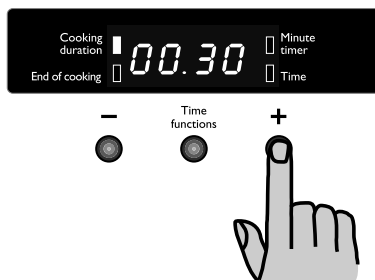 Cooking
duration
00.30
Minute
timer
End of cooking
Time
−
Time
functions
+